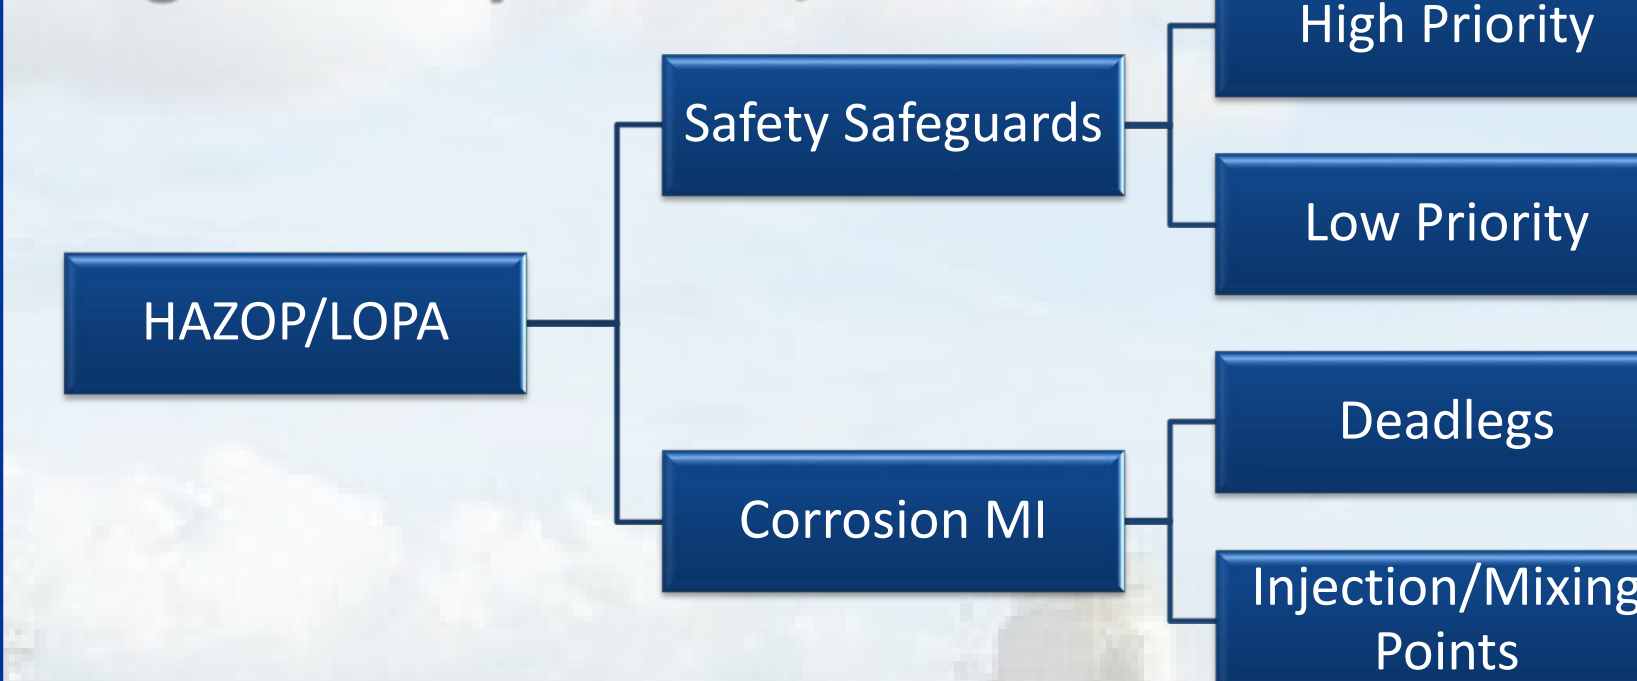 High Priority
Safety Safeguards
Low Priority
HAZOP/LOPA
Deadlegs
Corrosion MI
Injection/Mixing
Points